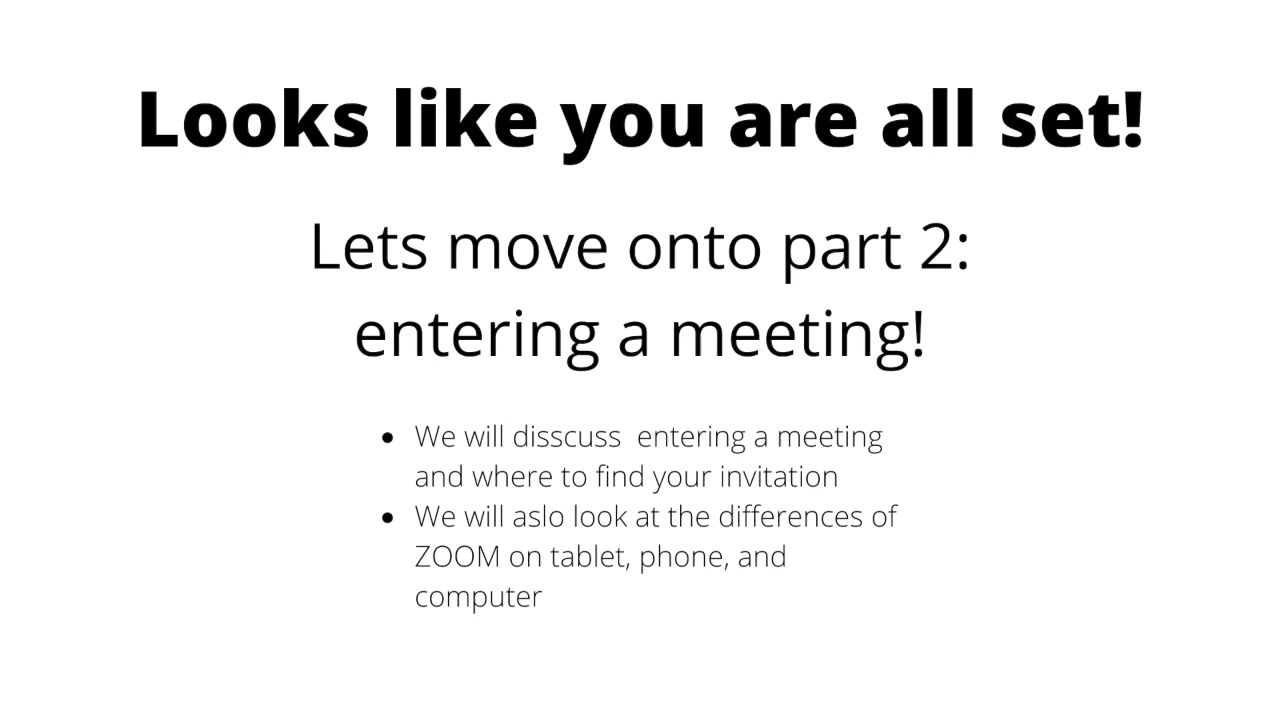 Looks like you are all set!
Lets move onto part 2:
entering a meeting!
• We will disscuss  entering a meeting
and where to find your invitation
• We will aslo look at the differences of
ZOOM on tablet, phone, and
computer